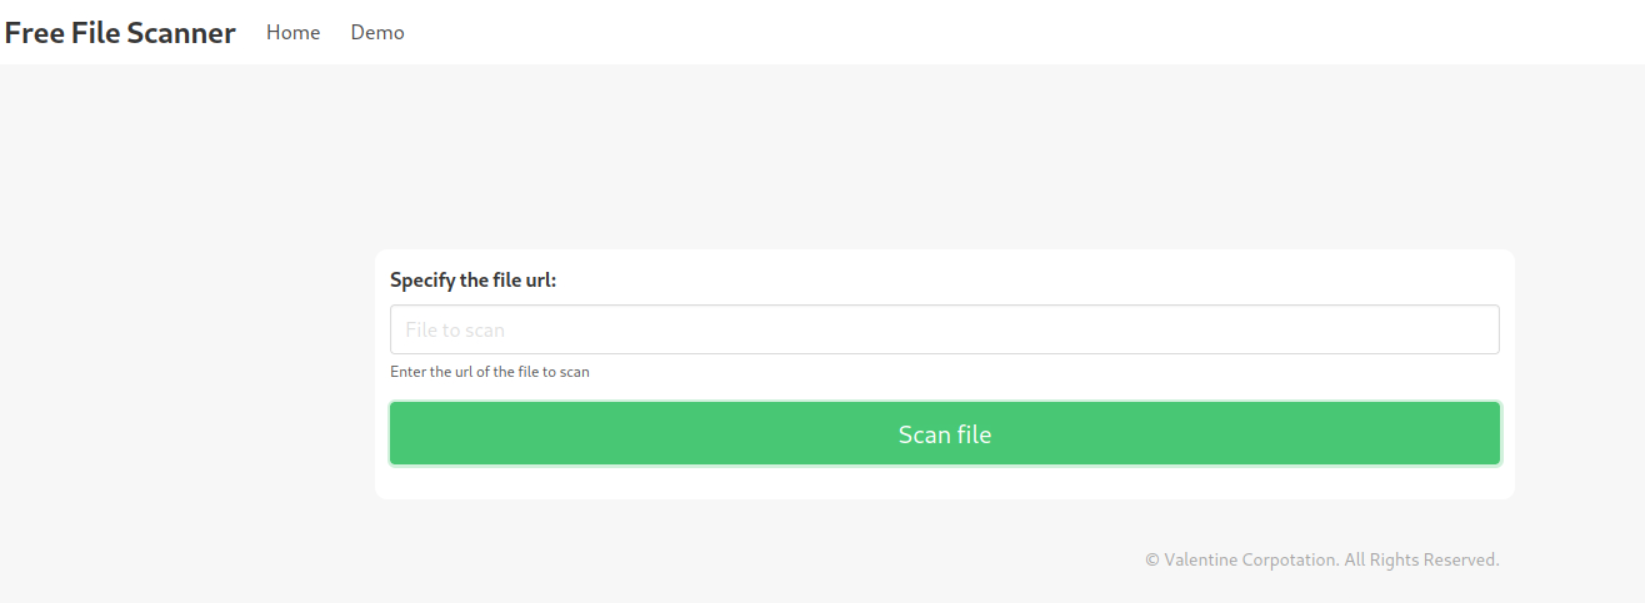 Free File Scanner Home Demo
Specify the file url:
File to scan
Enter the url of the file to scan
Scan file
© Valentine Corpotation. All Rights Reserved.